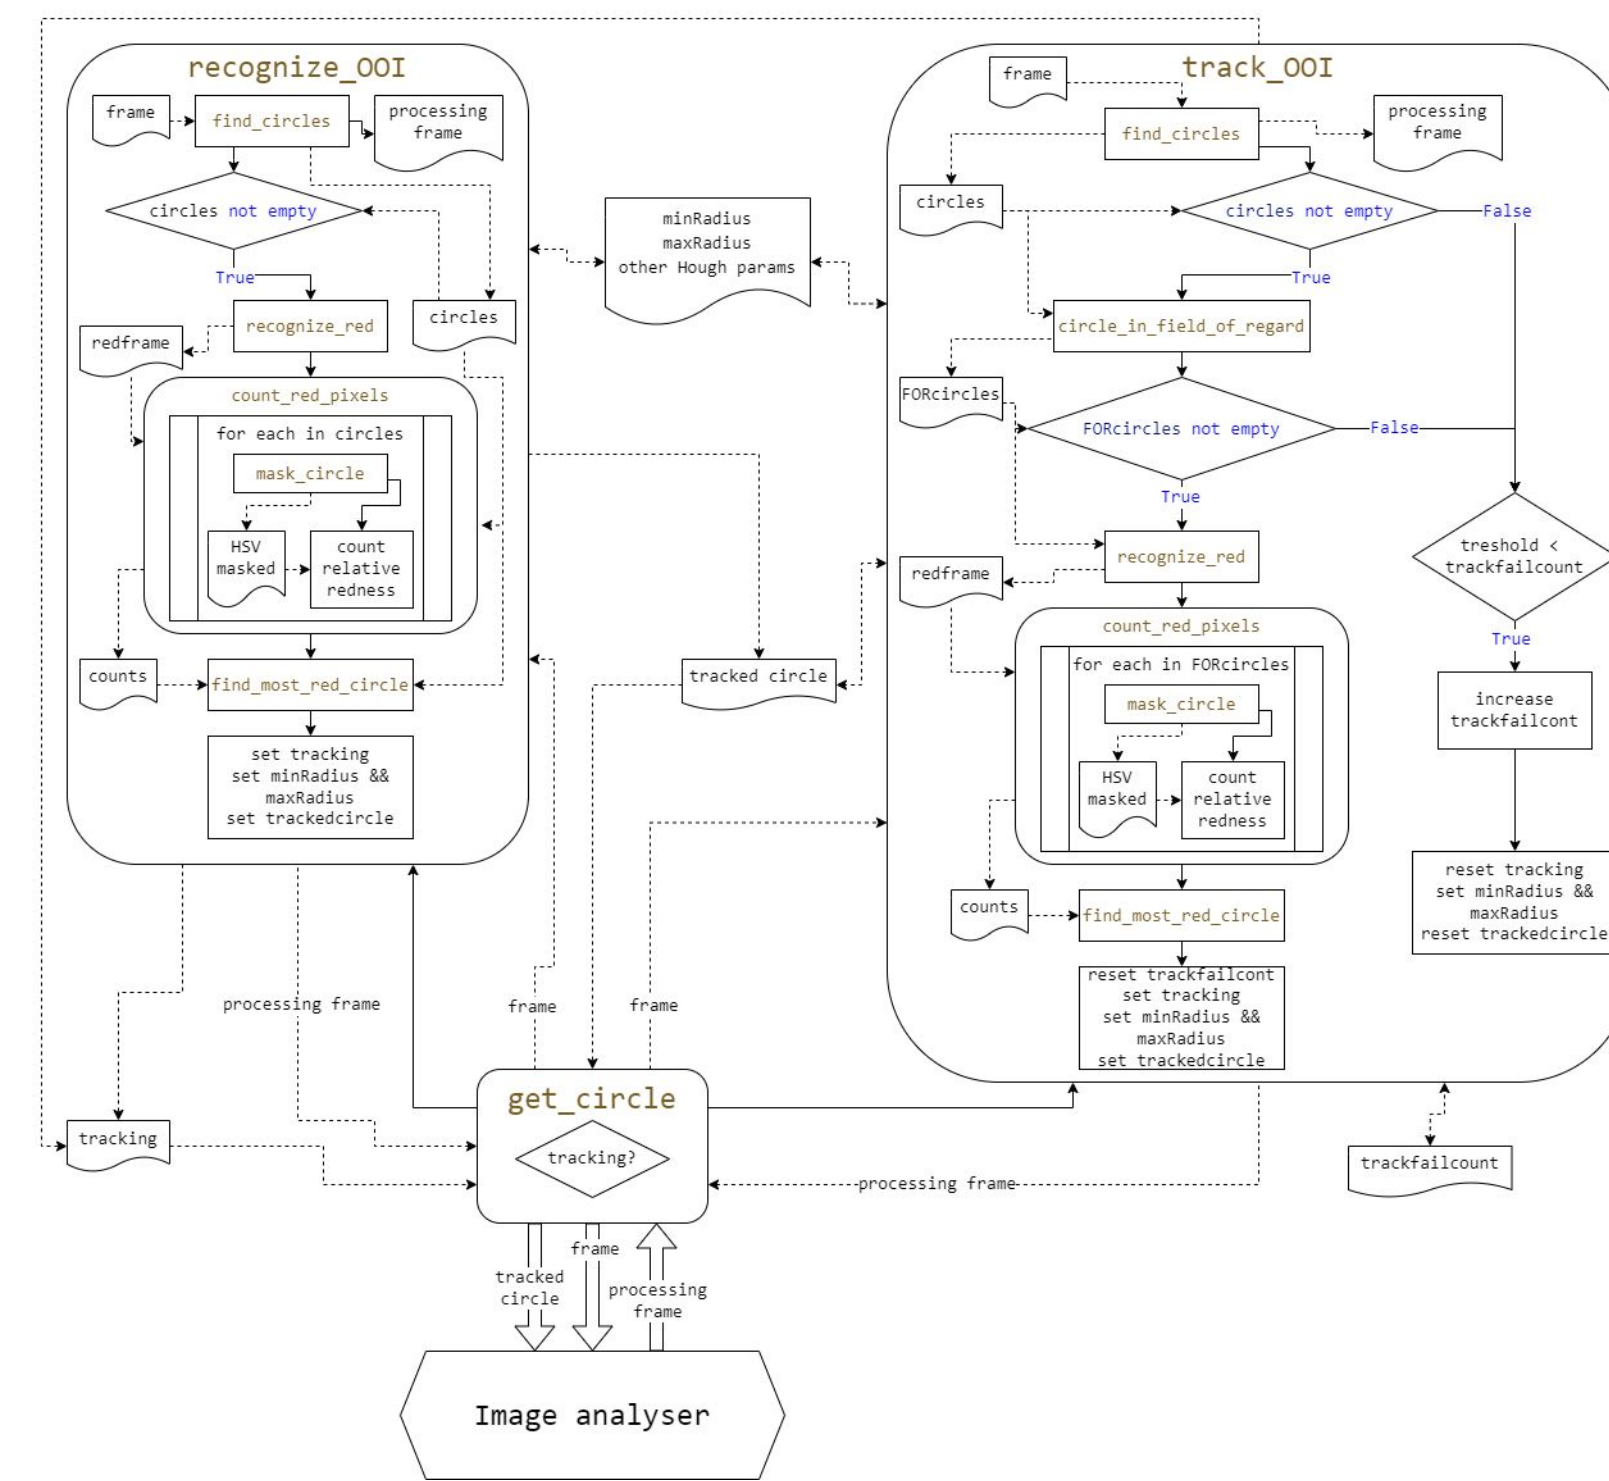 recognize_OOI
frame
find_circles
processing
frame
circles not empty
True
recognize_red
circles
redframe
count_red_pixels
for each in circles
mask_circle
HSV
masked
count
relative
redness
counts
find_most_red_circle
set tracking
set minRadius &&
maxRadius
set trackedcircle
minRadius
maxRadius
other Hough params
tracked circle
track_OOI
frame
find_circles
processing
frame
circles
circles not empty
False
True
circle_in_field_of_regard
FORcircles
FORcircles not empty
False
True
recognize_red
redframe
count_red_pixels
for each in FORcircles
mask_circle
HSV
masked
count
relative
redness
counts
find_most_red_circle
reset trackfailcont
set tracking
set minRadius &&
maxRadius
set trackedcircle
treshold <
trackfailcount
True
increase
trackfailcont
reset tracking
set minRadius &&
maxRadius
reset trackedcircle
processing frame
frame
frame
get_circle
tracking?
tracking
processing frame
trackfailcount
tracked
circle
frame
processing
frame
Image analyser